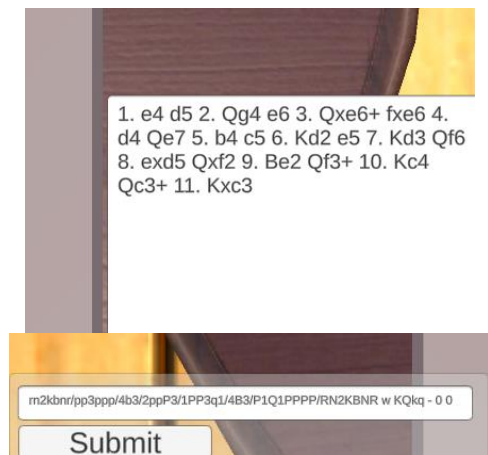 1. e4 d5 2. Qg4 e6 3. Qxe6+ fxe6 4.
d4 Qe7 5. b4 c5 6. Kd2 e5 7. Kd3 Qf6
8. exd5 Qxf2 9. Be2 Qf3+ 10. Kc4
Qc3+ 11. Kxc3
rn2kbnr/pp3ppp/4b3/2ppP3/1PP3q1/4B3/P1Q1PPPP/RN2KBNR w KQkq - 0 0
Submit